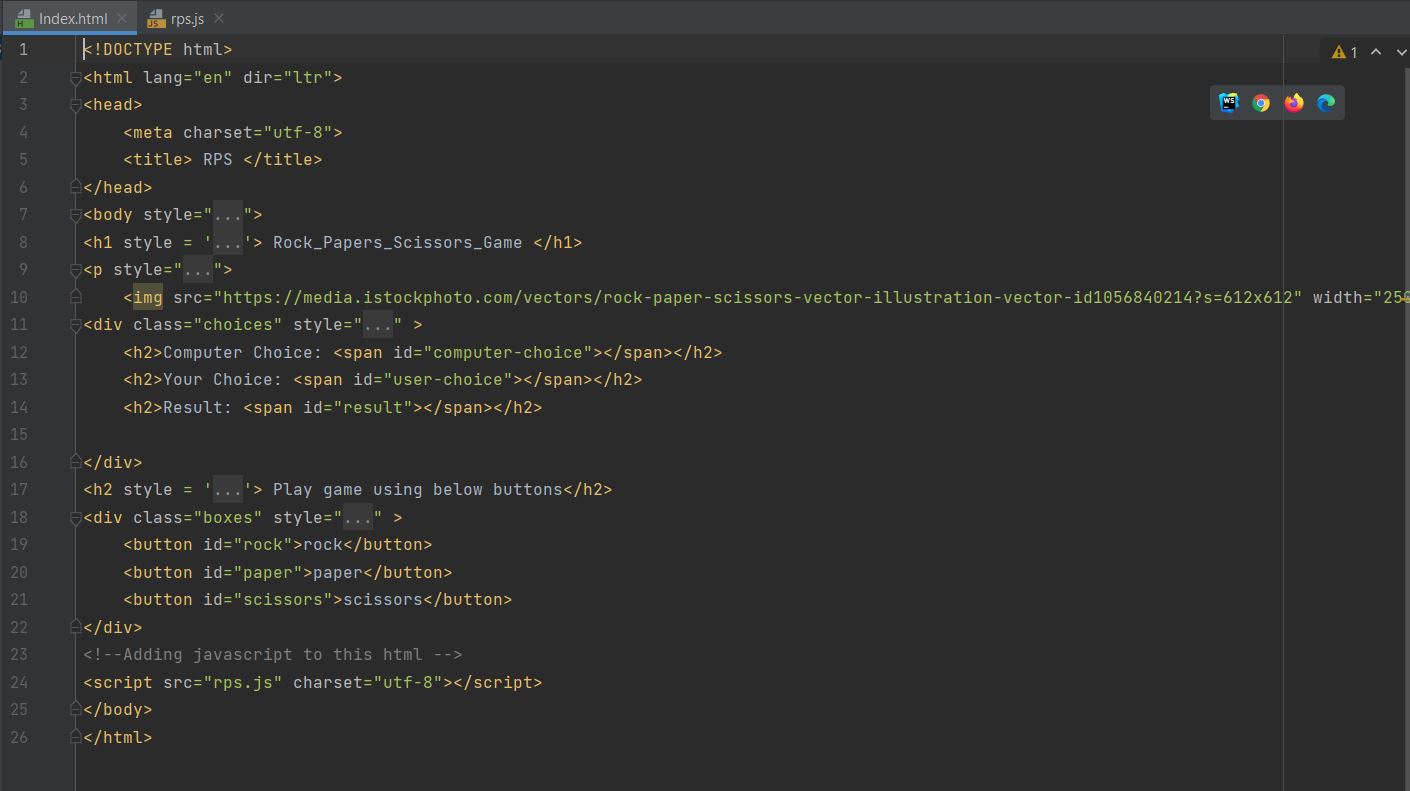 Index.html rps.js
1 <!DOCTYPE html> 1
2 <html lang="en" dir="ltr">
3 <head>
4 <meta charset="utf-8">
5 <title> RPS </title>
6 </head>
7 <body style="...">
8 <h1 style = '...'> Rock_Papers_Scissors_Game </h1>
9 <p style="...">
10 <img src="https://media.istockphoto.com/vectors/rock-paper-scissors-vector-illustration-vector-id1056840214?s=612x612" width="250
11 <div class="choices" style="..." >
12 <h2>Computer Choice: <span id="computer-choice"></span></h2>
13 <h2>Your Choice: <span id="user-choice"></span></h2>
14 <h2>Result: <span id="result"></span></h2>
15
16 </div>
17 <h2 style = '...'> Play game using below buttons</h2>
18 <div class="boxes" style="..." >
19 <button id="rock">rock</button>
20 <button id="paper">paper</button>
21 <button id="scissors">scissors</button>
22 </div>
23 <!--Adding javascript to this html -->
24 <script src="rps.js" charset="utf-8"></script>
25 </body>
26 </html>